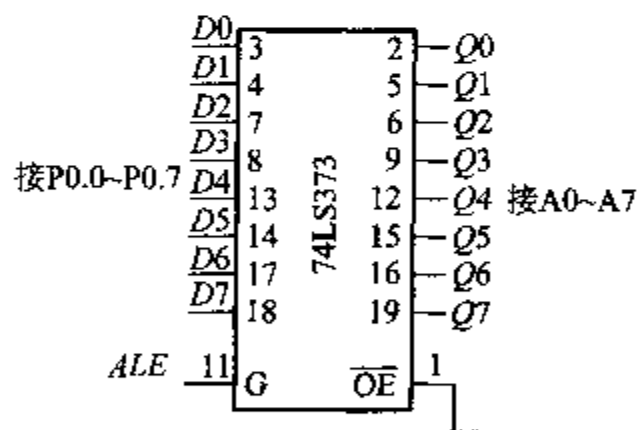 D0 3 2 Q0
D1 4 5 Q1
D2 7 6 Q2
D3 8 9 Q3
接P0.0~P0.7 D4 13 74LS373 12 Q4 接A0~A7
D5 14 15 Q5
D6 17 16 Q6
D7 18 19 Q7
ALE 11 G OE 1